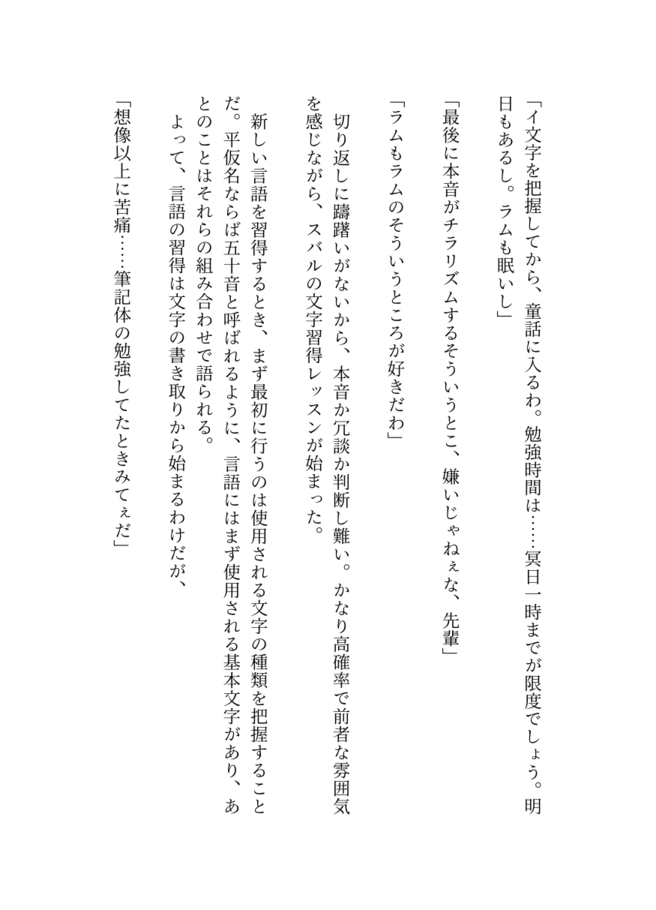 「イ文字を把握してから、童話に入るわ。勉強時間は……冥日一時までが限度でしょう。明
日もあるし。ラムも眠いし」
「最後に本音がチラリズムするそういうとこ、嫌いじゃねぇな、先輩」
「ラムもラムのそういうところが好きだわ」
切り返しに躊躇いがないから、本音か冗談か判断し難い。かなり高確率で前者な雰囲気
を感じながら、スバルの文字習得レッスンが始まった。
新しい言語を習得するとき、まず最初に行うのは使用される文字の種類を把握すること
だ。平仮名ならば五十音と呼ばれるように、言語にはまず使用される基本文字があり、あ
とのことはそれらの組み合わせで語られる。
よって、言語の習得は文字の書き取りから始まるわけだが、
「想像以上に苦痛……筆記体の勉強してたときみてぇだ」